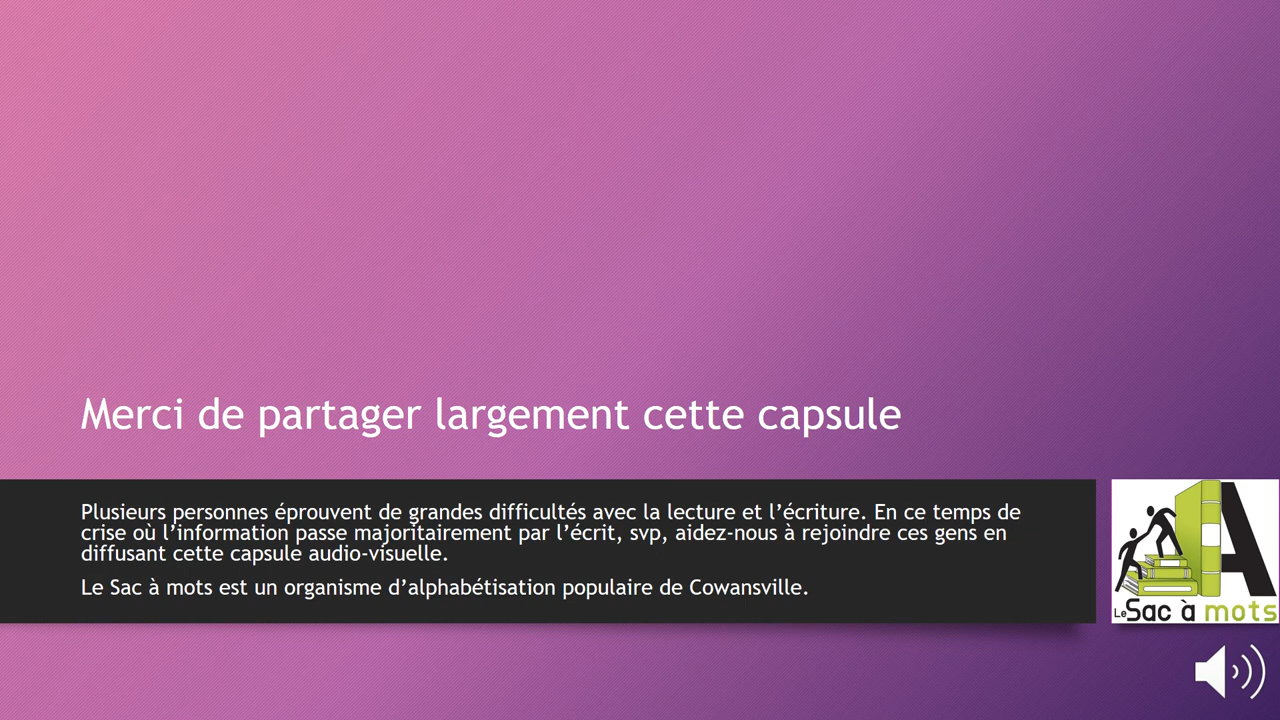 Merci de partager largement cette capsule
Plusieurs personnes éprouvent de grandes difficultés avec la lecture et l’écriture. En ce temps de
crise où l’information passe majoritairement par l’écrit, svp, aidez-nous à rejoindre ces gens en
diffusant cette capsule audio-visuelle.
Le Sac à mots est un organisme d’alphabétisation populaire de Cowansville.
A
Le Sac à mots